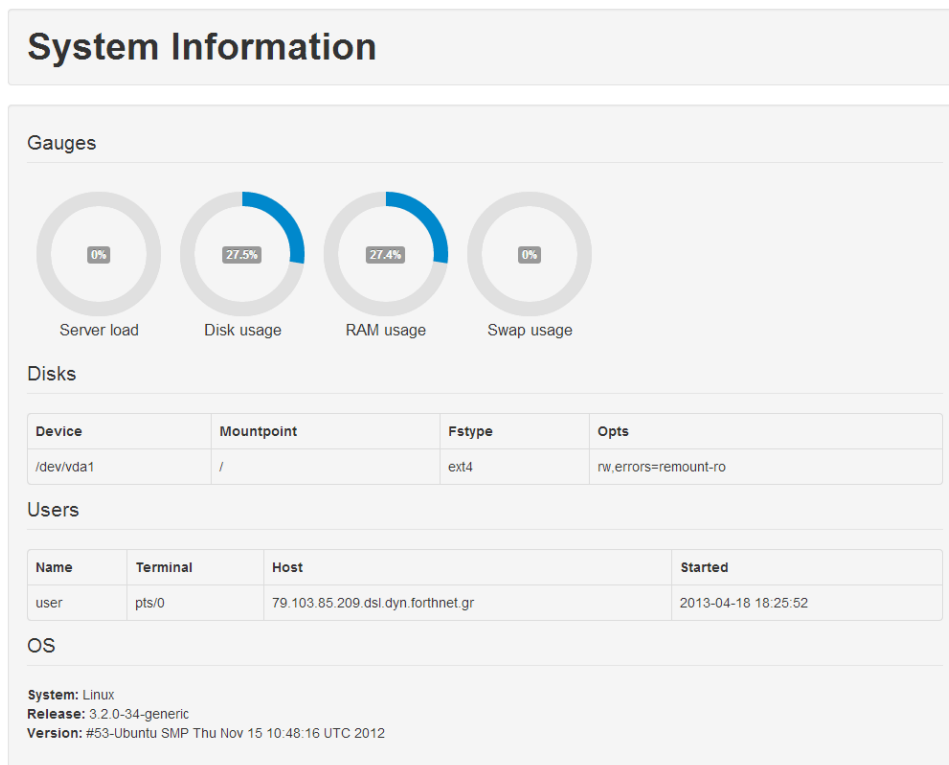 System Information
Gauges
0% 27.5% 27.4% 0%
Server load Disk usage RAM usage Swap usage
Disks
Device Mountpoint Fstype Opts
/dev/vda1 / ext4 rw,errors=remount-ro
Users
Name Terminal Host Started
user pts/0 79.103.85.209.dsl.dyn.forthnet.gr 2013-04-18 18:25:52
OS
System: Linux
Release: 3.2.0-34-generic
Version: #53-Ubuntu SMP Thu Nov 15 10:48:16 UTC 2012